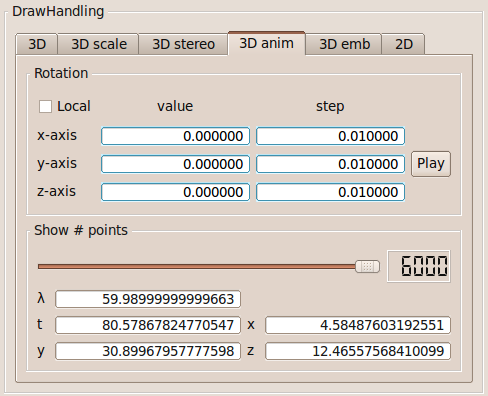 DrawHandling
3D 3D scale 3D stereo 3D anim 3D emb 2D
Rotation
Local value step
x-axis 0.000000 0.010000
y-axis 0.000000 0.010000 Play
z-axis 0.000000 0.010000
Show # points
6000
λ 59.98999999999663
t 80.57867824770547 x 4.58487603192551
y 30.89967957777598 z 12.46557568410099